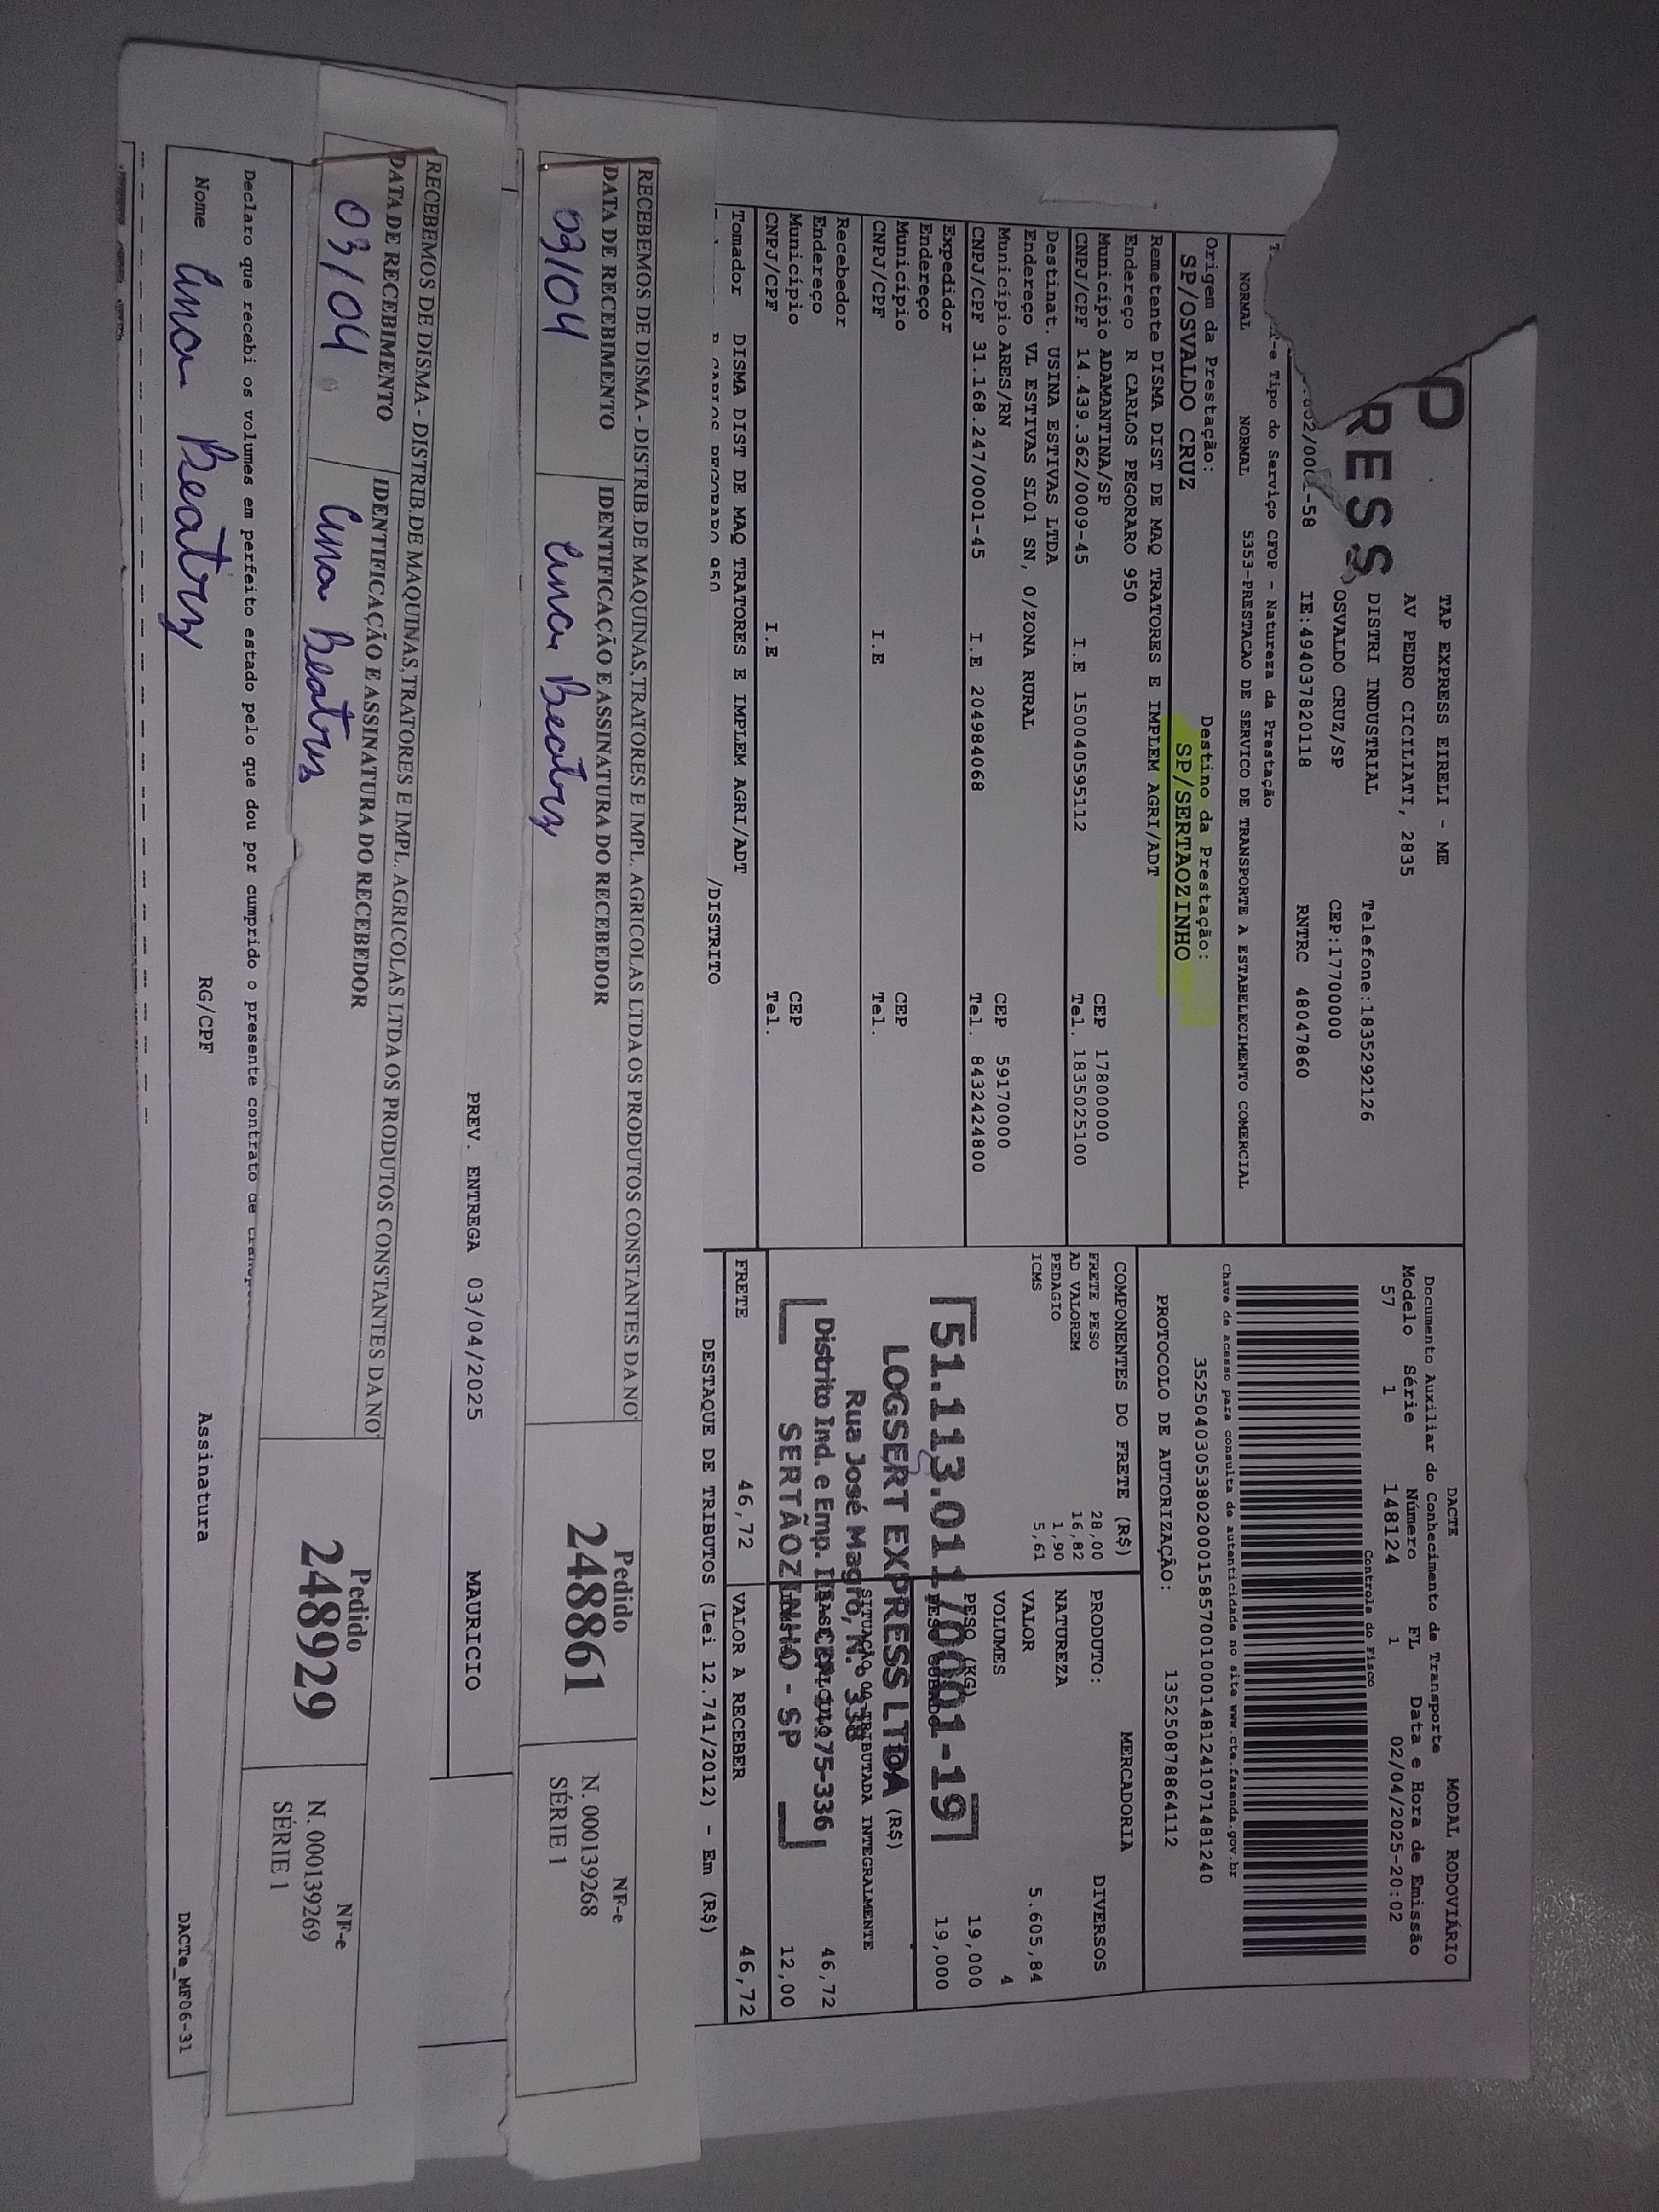 P
RESS
TAP EXPRESS EIRELI - ME
AV PEDRO CICILIATI, 2835
DISTRI INDUSTRIAL Telefone:1835292126
OSVALDO CRUZ/SP CEP:17700000
IE:494037820118 RNTRC 48047860
DACTE MODAL RODOVIÁRIO
Documento Auxiliar do Conhecimento de Transporte
Modelo Série Número FL Data e Hora de Emissão
57 1 148124 1 02/04/2025-20:02
Controle do Fisco
Tipo do Serviço CFOP - Natureza da Prestação
NORMAL NORMAL 5353-PRESTACAO DE SERVICO DE TRANSPORTE A ESTABELECIMENTO COMERCIAL
Chave de acesso para consulta de autenticidade no site www.cte.fazenda.gov.br
35250403053802000158570010001481241071481240
PROTOCOLO DE AUTORIZAÇÃO: 135250878864112
Origem da Prestação: Destino da Prestação:
SP/OSVALDO CRUZ SP/SERTAOZINHO
Remetente DISMA DIST DE MAQ TRATORES E IMPLEM AGRI/ADT
Endereço R CARLOS PEGORARO 950
Município ADAMANTINA/SP CEP 17800000
CNPJ/CPF 14.439.362/0009-45 I.E 150040595112 Tel. 1835025100
Destinat. USINA ESTIVAS LTDA
Endereço VL ESTIVAS SL01 SN, 0/ZONA RURAL
Município ARES/RN CEP 59170000
CNPJ/CPF 31.168.247/0001-45 I.E 204984068 Tel. 8432424800
Expedidor
Endereço
Município CEP
CNPJ/CPF I.E Tel.
Recebedor
Endereço
Município CEP
CNPJ/CPF I.E Tel.
Tomador DISMA DIST DE MAQ TRATORES E IMPLEM AGRI/ADT
R CARLOS PEGORARO 950 /DISTRITO
COMPONENTES DO FRETE (R$)
FRETE PESO 28,00
AD VALOREM 16,82
PEDAGIO 1,90
ICMS 5,61
MERCADORIA
PRODUTO: DIVERSOS
NATUREZA
VALOR 5.605,84
VOLUMES 4
PESO (KG) 19,000
19,000
51.113.011/0001-19
LOGSERT EXPRESS LTDA
Rua José Magro, N. 338
Distrito Ind. e Emp.
SERTÃOZINHO - SP
(R$)
SITUAÇÃO 00-TRIBUTADA INTEGRALMENTE
46,72
12,00
FRETE 46,72 VALOR A RECEBER 46,72
DESTAQUE DE TRIBUTOS (Lei 12.741/2012) - Em (R$)
RECEBEMOS DE DISMA - DISTRIB.DE MAQUINAS,TRATORES E IMPL. AGRICOLAS LTDA OS PRODUTOS CONSTANTES DA NO
DATA DE RECEBIMENTO IDENTIFICAÇÃO E ASSINATURA DO RECEBEDOR
03/04 Ana Beatriz
Pedido
248861
NF-e
N. 000139268
SÉRIE 1
PREV. ENTREGA 03/04/2025 MAURICIO
RECEBEMOS DE DISMA - DISTRIB.DE MAQUINAS,TRATORES E IMPL. AGRICOLAS LTDA OS PRODUTOS CONSTANTES DA NO
DATA DE RECEBIMENTO IDENTIFICAÇÃO E ASSINATURA DO RECEBEDOR
03/04 Ana Beatriz
Pedido
248929
NF-e
N. 000139269
SÉRIE 1
Declaro que recebi os volumes em perfeito estado pelo que dou por cumprido o presente contrato de
Nome Ana Beatriz RG/CPF Assinatura
DACTe_MF06-31